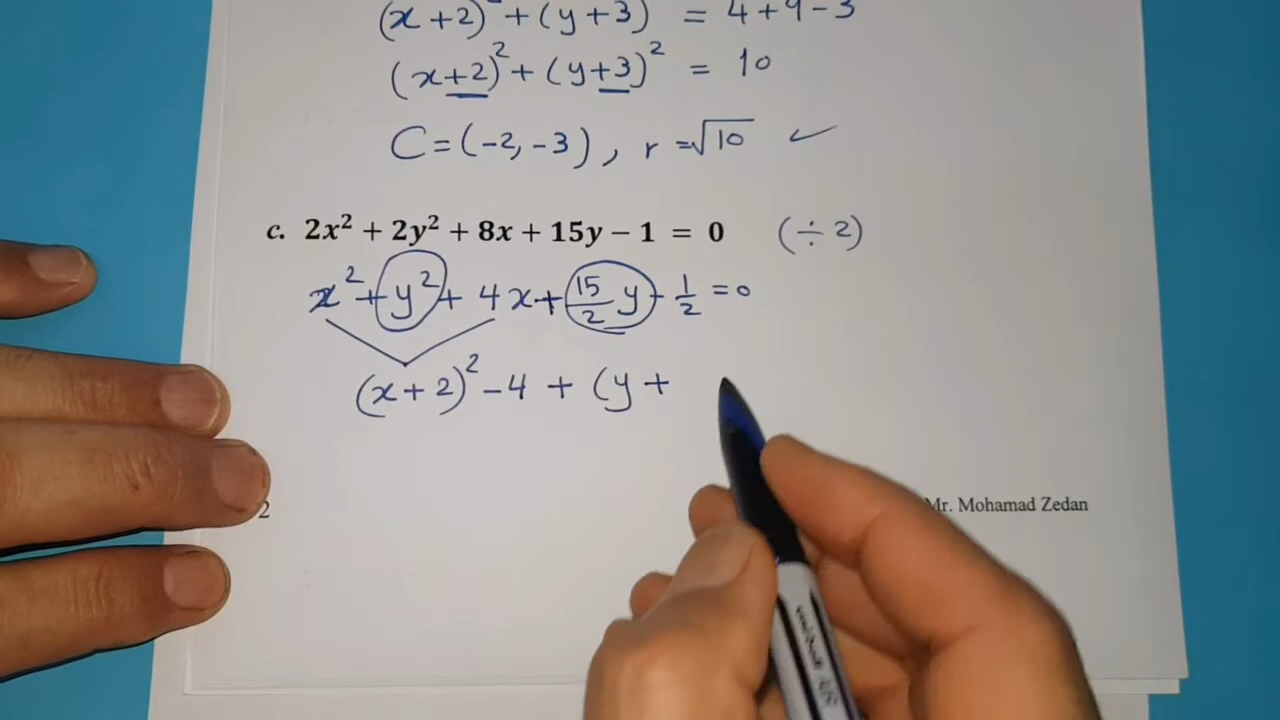 (x+2)² + (y+3) = 4+9-3
(x+2)² + (y+3)² = 10
C=(-2,-3), r=√10 ✓
c. 2x² + 2y² + 8x + 15y − 1 = 0 (÷2)
x²+y²+ 4x+ 15/2 y - 1/2 =0
(x+2)² -4 + (y+
2 Mr. Mohamad Zedan